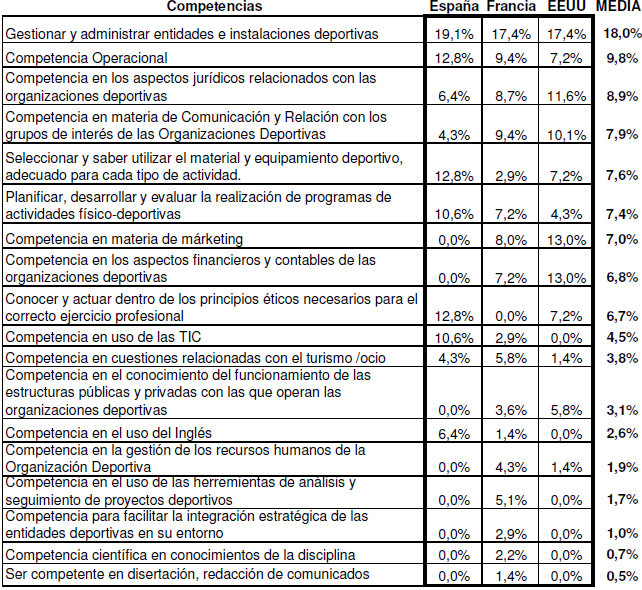 Competencias España Francia EEUU MEDIA
Gestionar y administrar entidades e instalaciones deportivas 19,1% 17,4% 17,4% 18,0%
Competencia Operacional 12,8% 9,4% 7,2% 9,8%
Competencia en los aspectos jurídicos relacionados con las
organizaciones deportivas 6,4% 8,7% 11,6% 8,9%
Competencia en materia de Comunicación y Relación con los
grupos de interés de las Organizaciones Deportivas 4,3% 9,4% 10,1% 7,9%
Seleccionar y saber utilizar el material y equipamiento deportivo,
adecuado para cada tipo de actividad. 12,8% 2,9% 7,2% 7,6%
Planificar, desarrollar y evaluar la realización de programas de
actividades físico-deportivas 10,6% 7,2% 4,3% 7,4%
Competencia en materia de márketing 0,0% 8,0% 13,0% 7,0%
Competencia en los aspectos financieros y contables de las
organizaciones deportivas 0,0% 7,2% 13,0% 6,8%
Conocer y actuar dentro de los principios éticos necesarios para el
correcto ejercicio profesional 12,8% 0,0% 7,2% 6,7%
Competencia en uso de las TIC 10,6% 2,9% 0,0% 4,5%
Competencia en cuestiones relacionadas con el turismo /ocio 4,3% 5,8% 1,4% 3,8%
Competencia en el conocimiento del funcionamiento de las
estructuras públicas y privadas con las que operan las
organizaciones deportivas 0,0% 3,6% 5,8% 3,1%
Competencia en el uso del Inglés 6,4% 1,4% 0,0% 2,6%
Competencia en la gestión de los recursos humanos de la
Organización Deportiva 0,0% 4,3% 1,4% 1,9%
Competencia en el uso de las herremientas de análisis y
seguimiento de proyectos deportivos 0,0% 5,1% 0,0% 1,7%
Competencia para facilitar la integración estratégica de las
entidades deportivas en su entorno 0,0% 2,9% 0,0% 1,0%
Competencia científica en conocimientos de la disciplina 0,0% 2,2% 0,0% 0,7%
Ser competente en disertación, redacción de comunicados 0,0% 1,4% 0,0% 0,5%